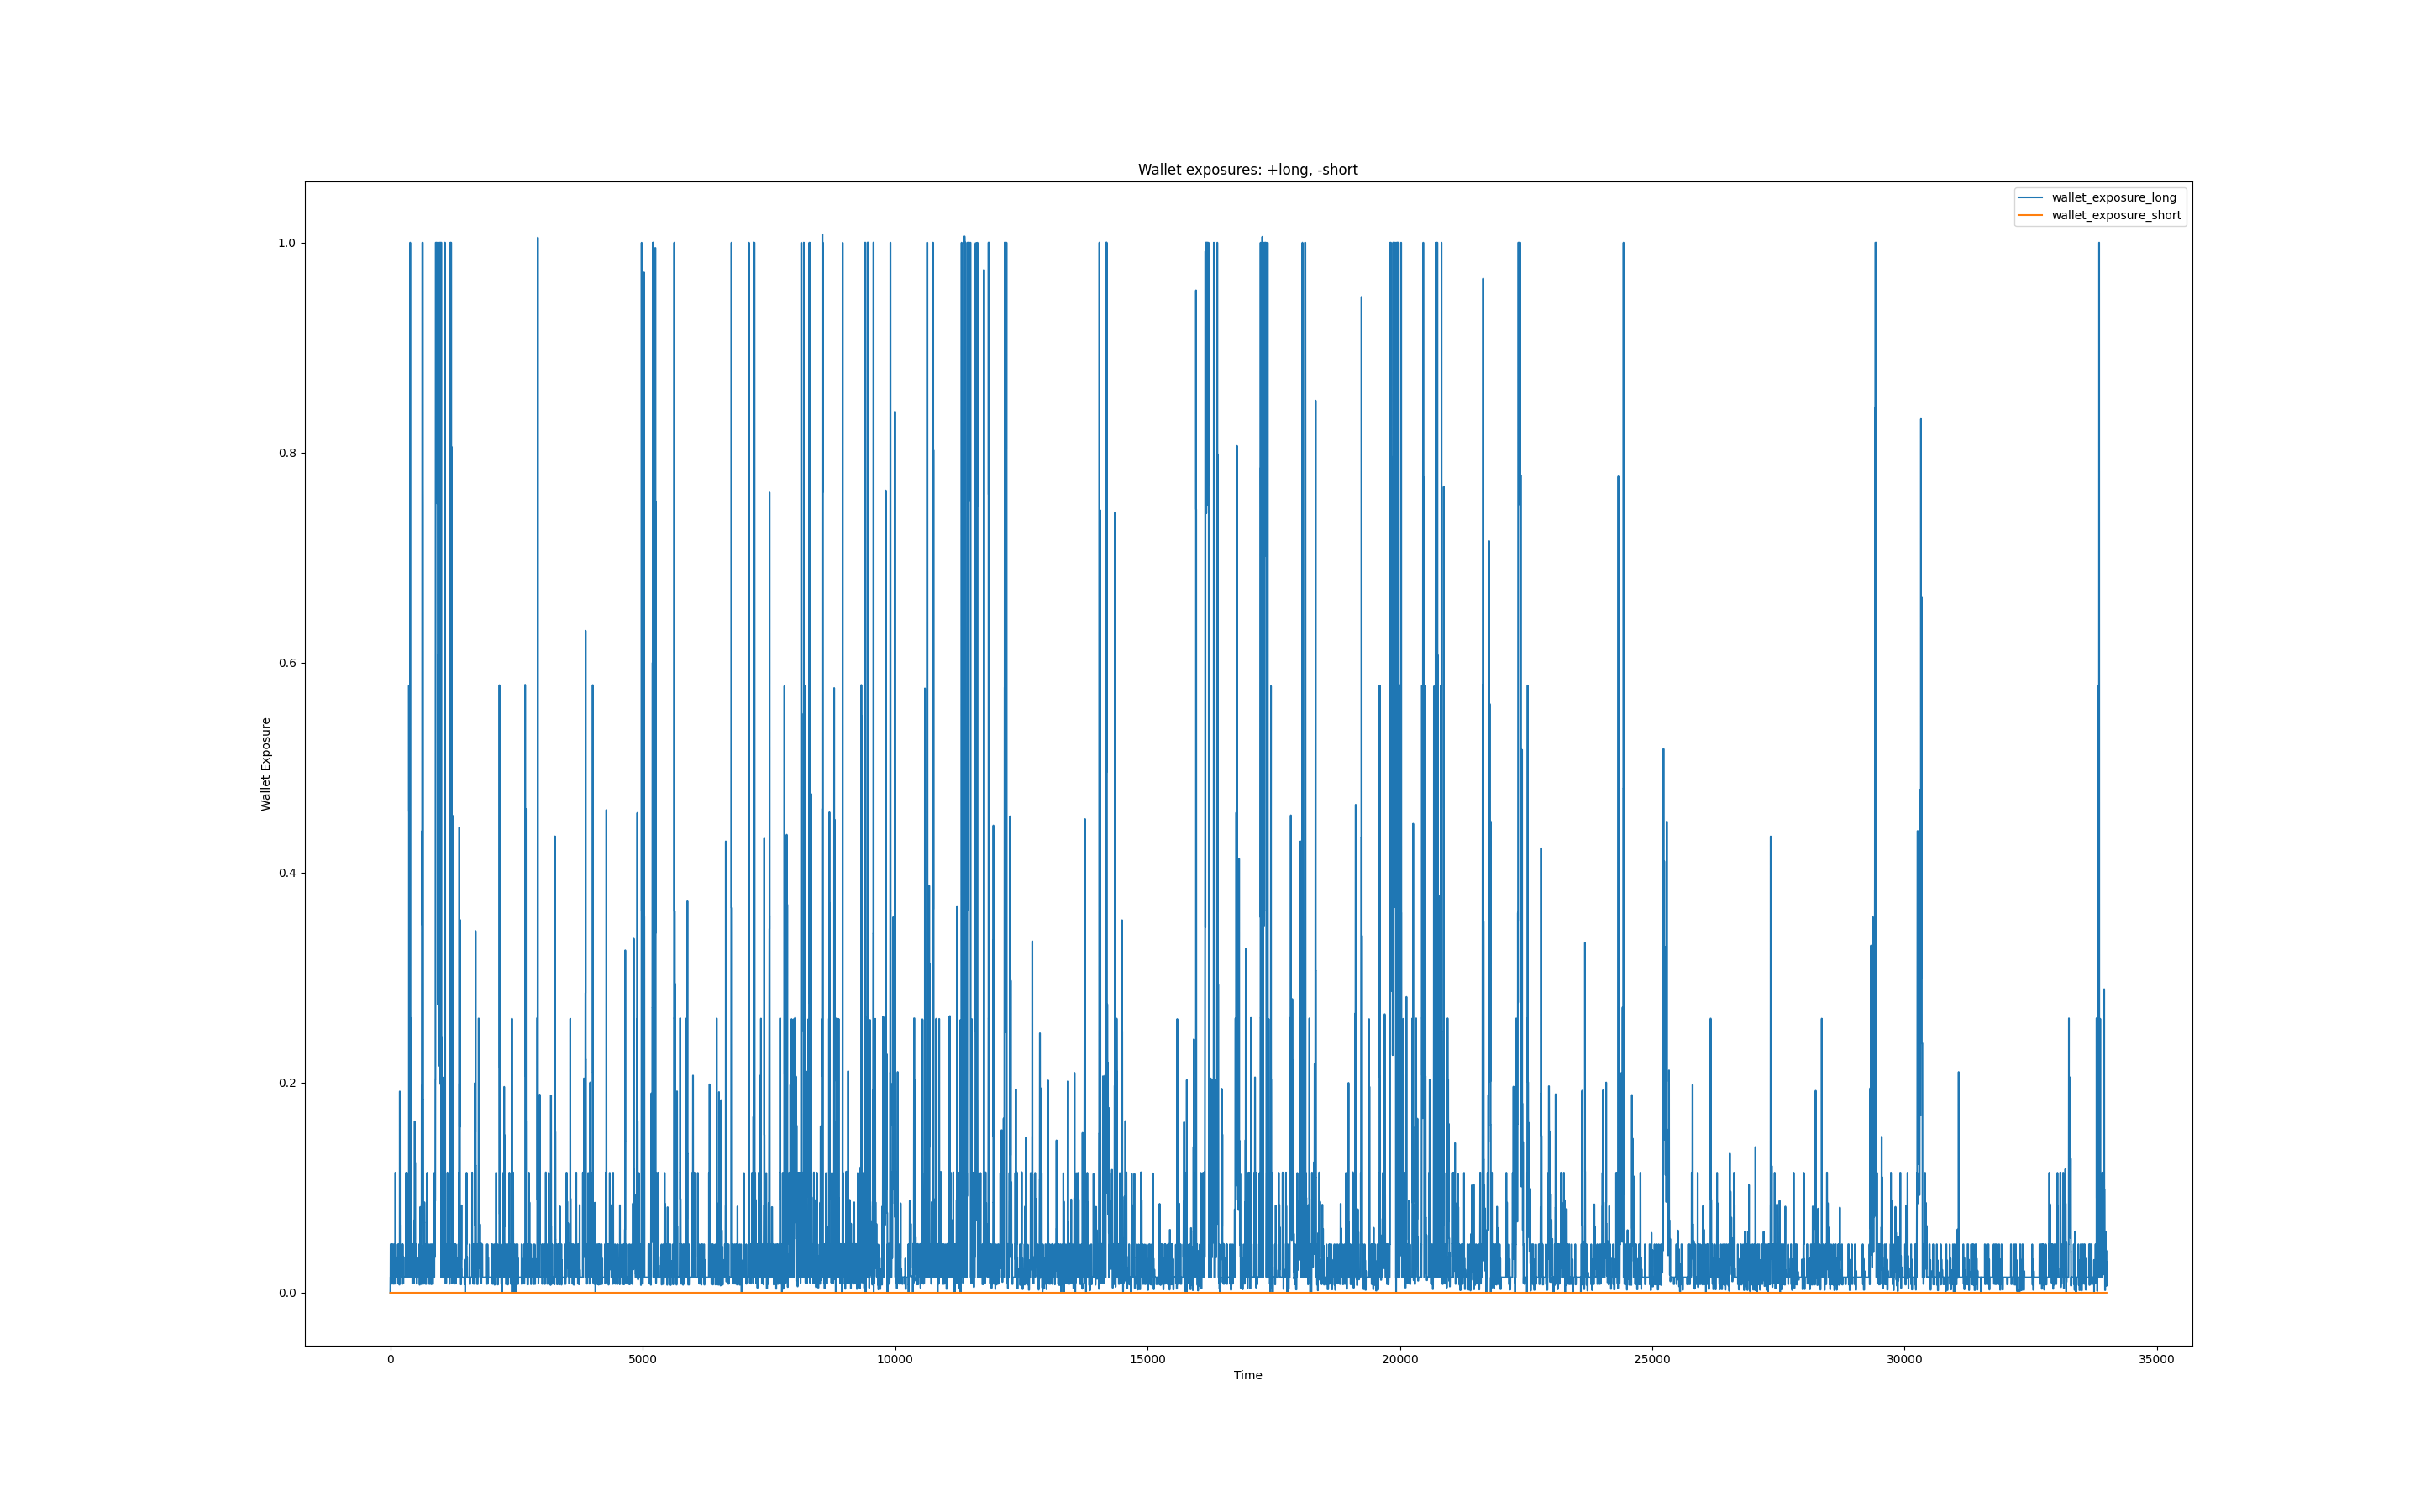 Wallet exposures: +long, -short
wallet_exposure_long
wallet_exposure_short
1.0
0.8
0.6
0.4
0.2
0.0
Wallet Exposure
0 5000 10000 15000 20000 25000 30000 35000
Time